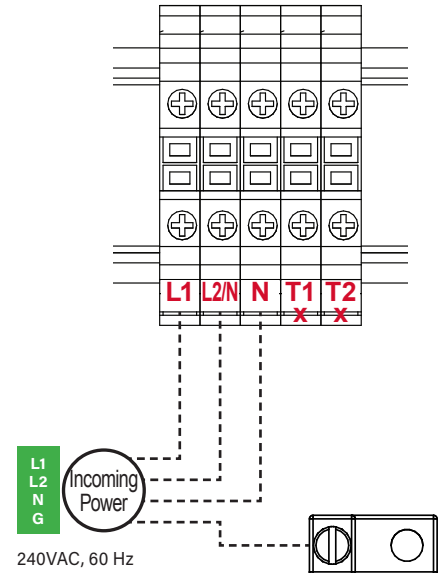 L1 L2/N N T1 T2
X X
L1
L2
N
G
Incoming
Power
240VAC, 60 Hz